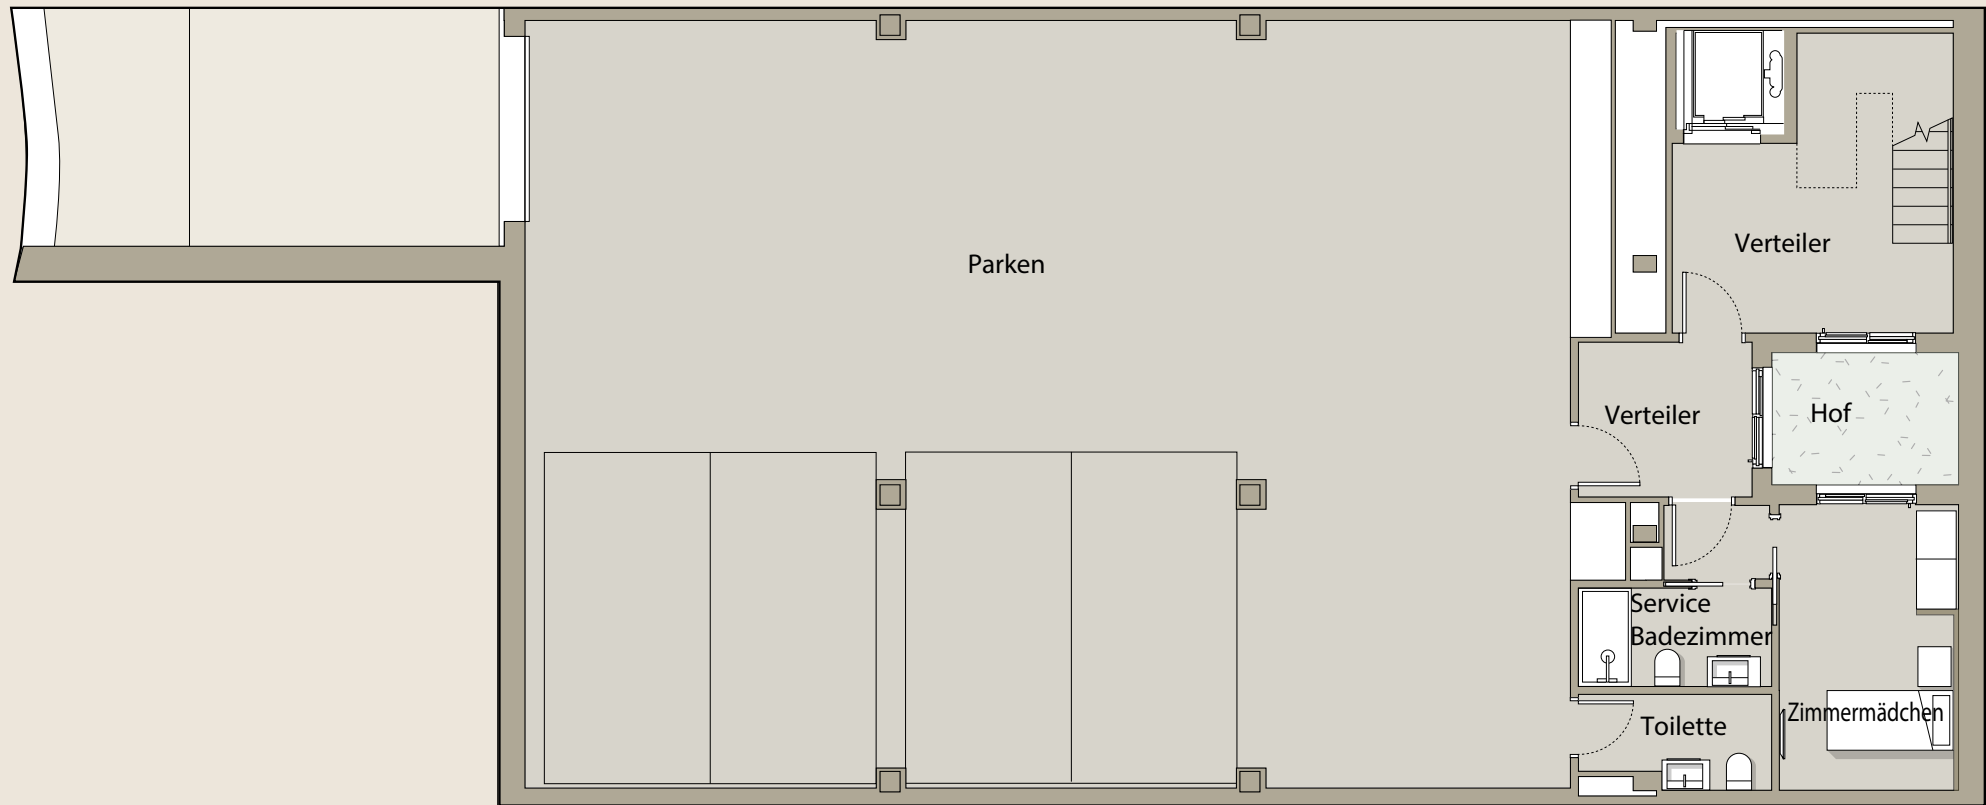 Verteiler
Parken
Verteiler
Hof
Service
Badezimmer
Zimmermädchen
Toilette